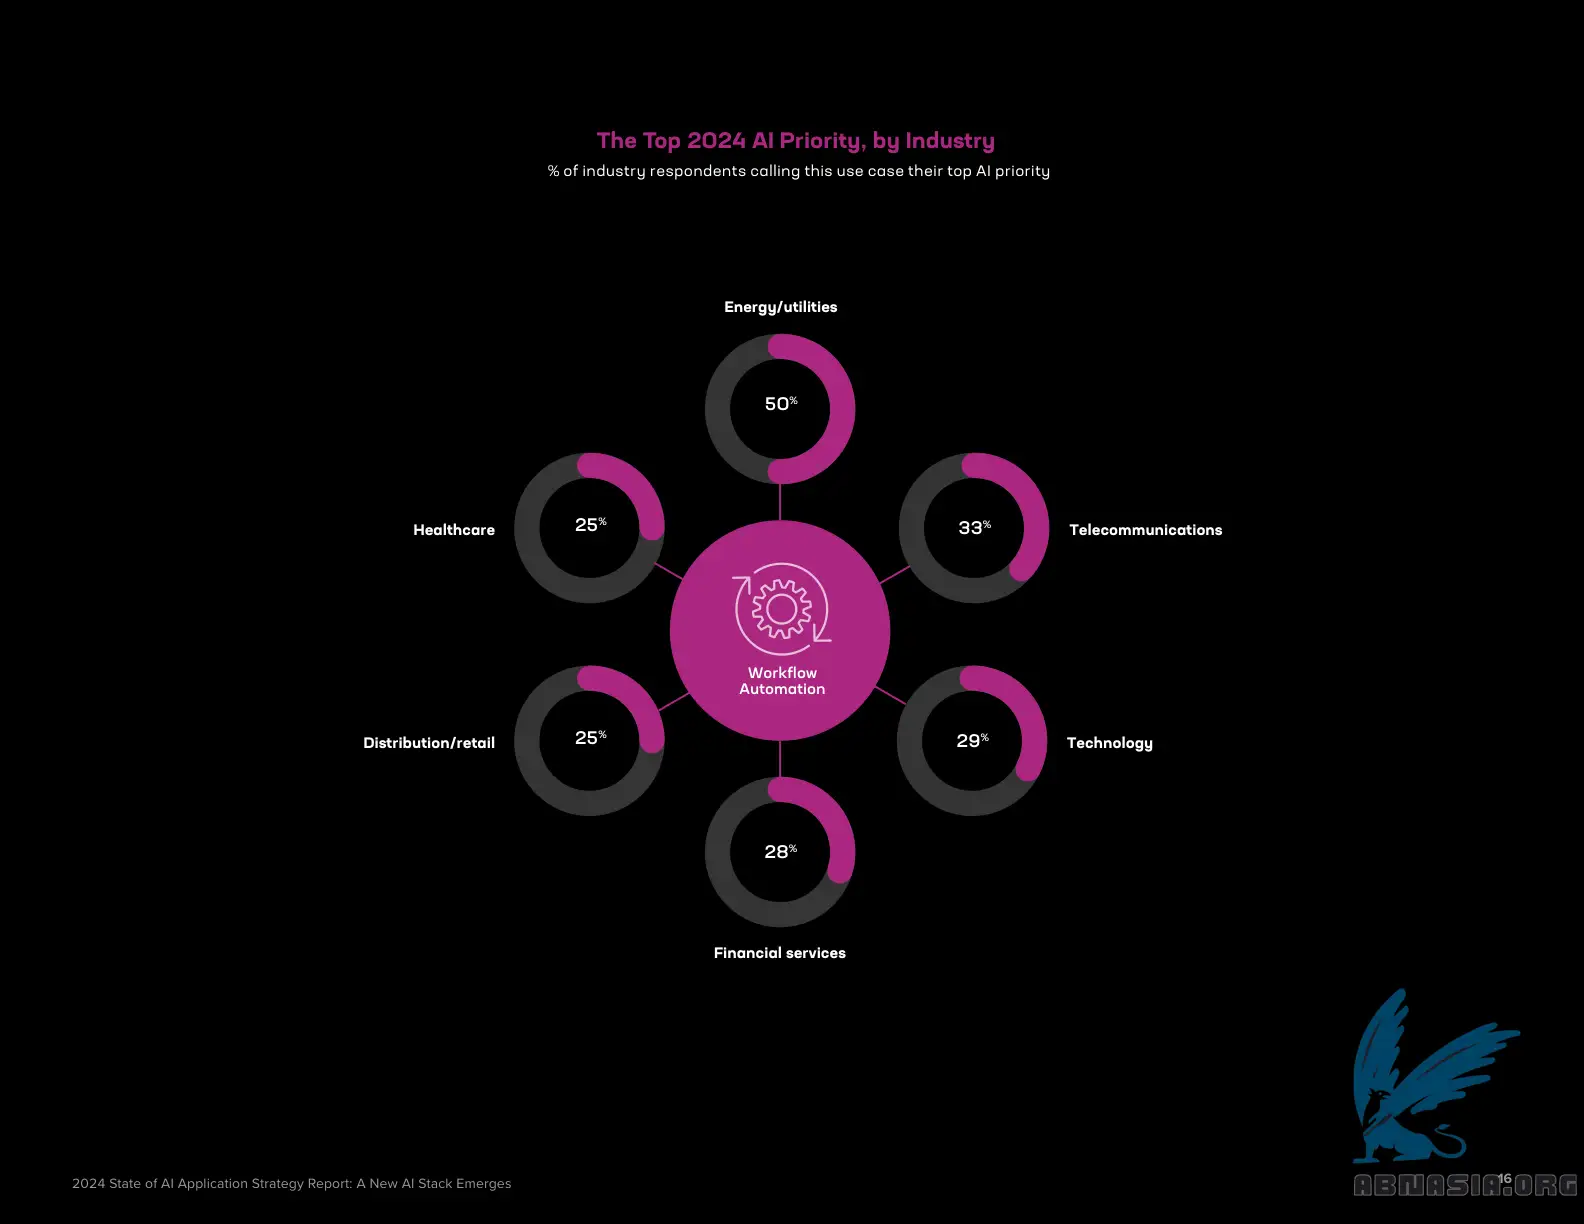 The Top 2024 AI Priority, by Industry
% of industry respondents calling this use case their top AI priority
Energy/utilities
50%
Healthcare
25%
33%
Telecommunications
Workflow
Automation
Distribution/retail
25%
29%
Technology
28%
Financial services
2024 State of AI Application Strategy Report: A New AI Stack Emerges
16
ABNASIA.ORG